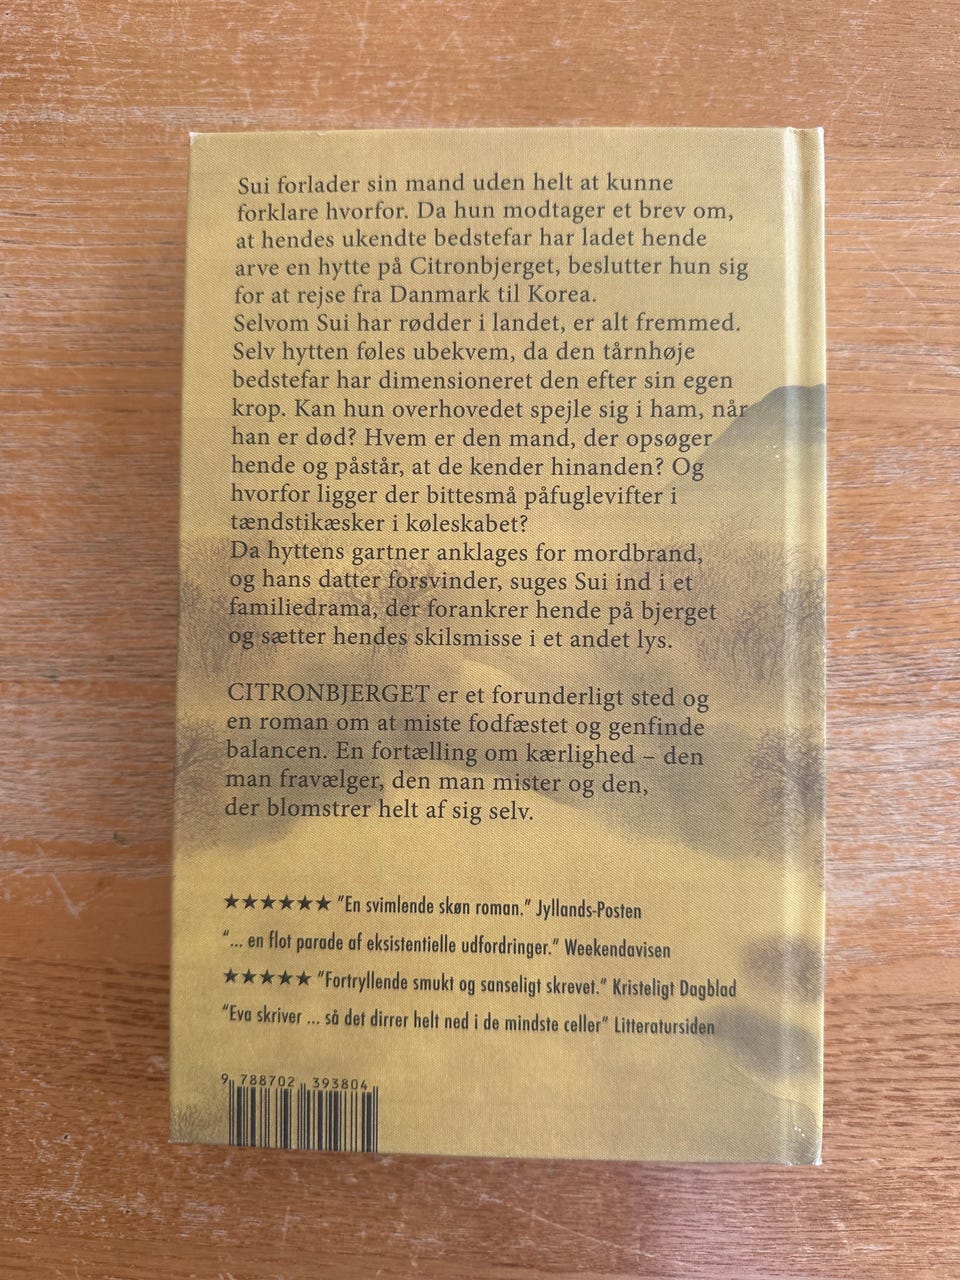 Sui forlader sin mand uden helt at kunne
forklare hvorfor. Da hun modtager et brev om,
at hendes ukendte bedstefar har ladet hende
arve en hytte på Citronbjerget, beslutter hun sig
for at rejse fra Danmark til Korea.
Selvom Sui har rødder i landet, er alt fremmed.
Selv hytten føles ubekvem, da den tårnhøje
bedstefar har dimensioneret den efter sin egen
krop. Kan hun overhovedet spejle sig i ham, når
han er død? Hvem er den mand, der opsøger
hende og påstår, at de kender hinanden? Og
hvorfor ligger der bittesmå påfuglevifter i
tændstikæsker i køleskabet?
Da hyttens gartner anklages for mordbrand,
og hans datter forsvinder, suges Sui ind i et
familiedrama, der forankrer hende på bjerget
og sætter hendes skilsmisse i et andet lys.
CITRONBJERGET er et forunderligt sted og
en roman om at miste fodfæstet og genfinde
balancen. En fortælling om kærlighed – den
man fravælger, den man mister og den,
der blomstrer helt af sig selv.
★★★★★★ "En svimlende skøn roman." Jyllands-Posten
"... en flot parade af eksistentielle udfordringer." Weekendavisen
★★★★★ "Fortryllende smukt og sanseligt skrevet." Kristeligt Dagblad
"Eva skriver ... så det dirrer helt ned i de mindste celler" Litteratursiden
9 788702 393804